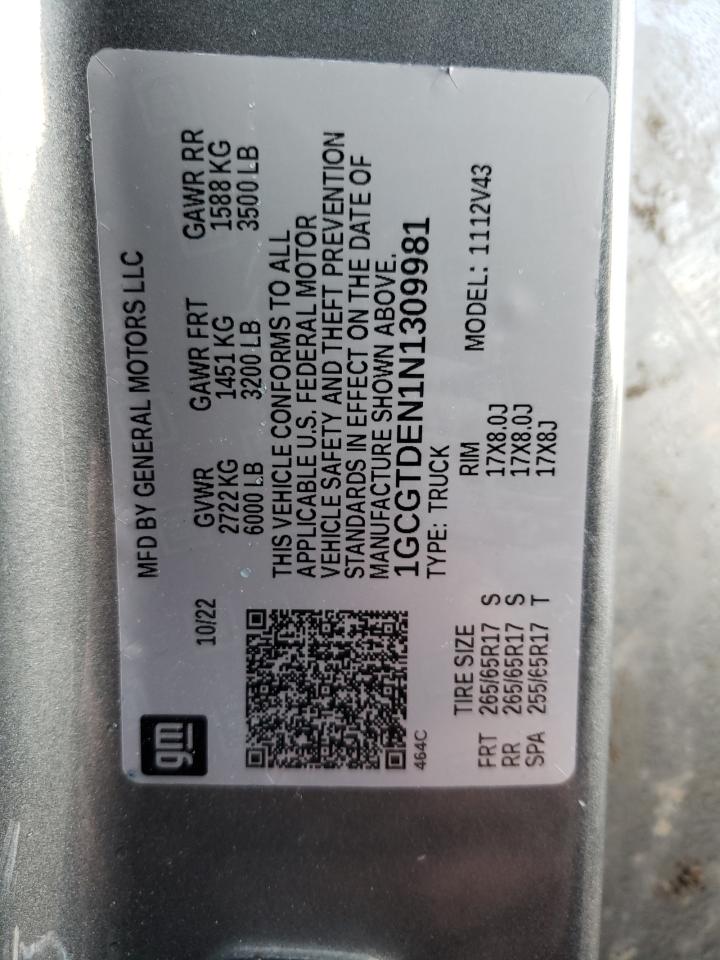 gm
MFD BY GENERAL MOTORS LLC
10/22
GVWR GAWR FRT GAWR RR
2722 KG 1451 KG 1588 KG
6000 LB 3200 LB 3500 LB
THIS VEHICLE CONFORMS TO ALL
APPLICABLE U.S. FEDERAL MOTOR
VEHICLE SAFETY AND THEFT PREVENTION
STANDARDS IN EFFECT ON THE DATE OF
MANUFACTURE SHOWN ABOVE.
1GCGTDEN1N1309981
464C
TYPE: TRUCK
MODEL: 1112V43
TIRE SIZE RIM
FRT 265/65R17 S 17X8.0J
RR 265/65R17 S 17X8.0J
SPA 255/65R17 T 17X8J